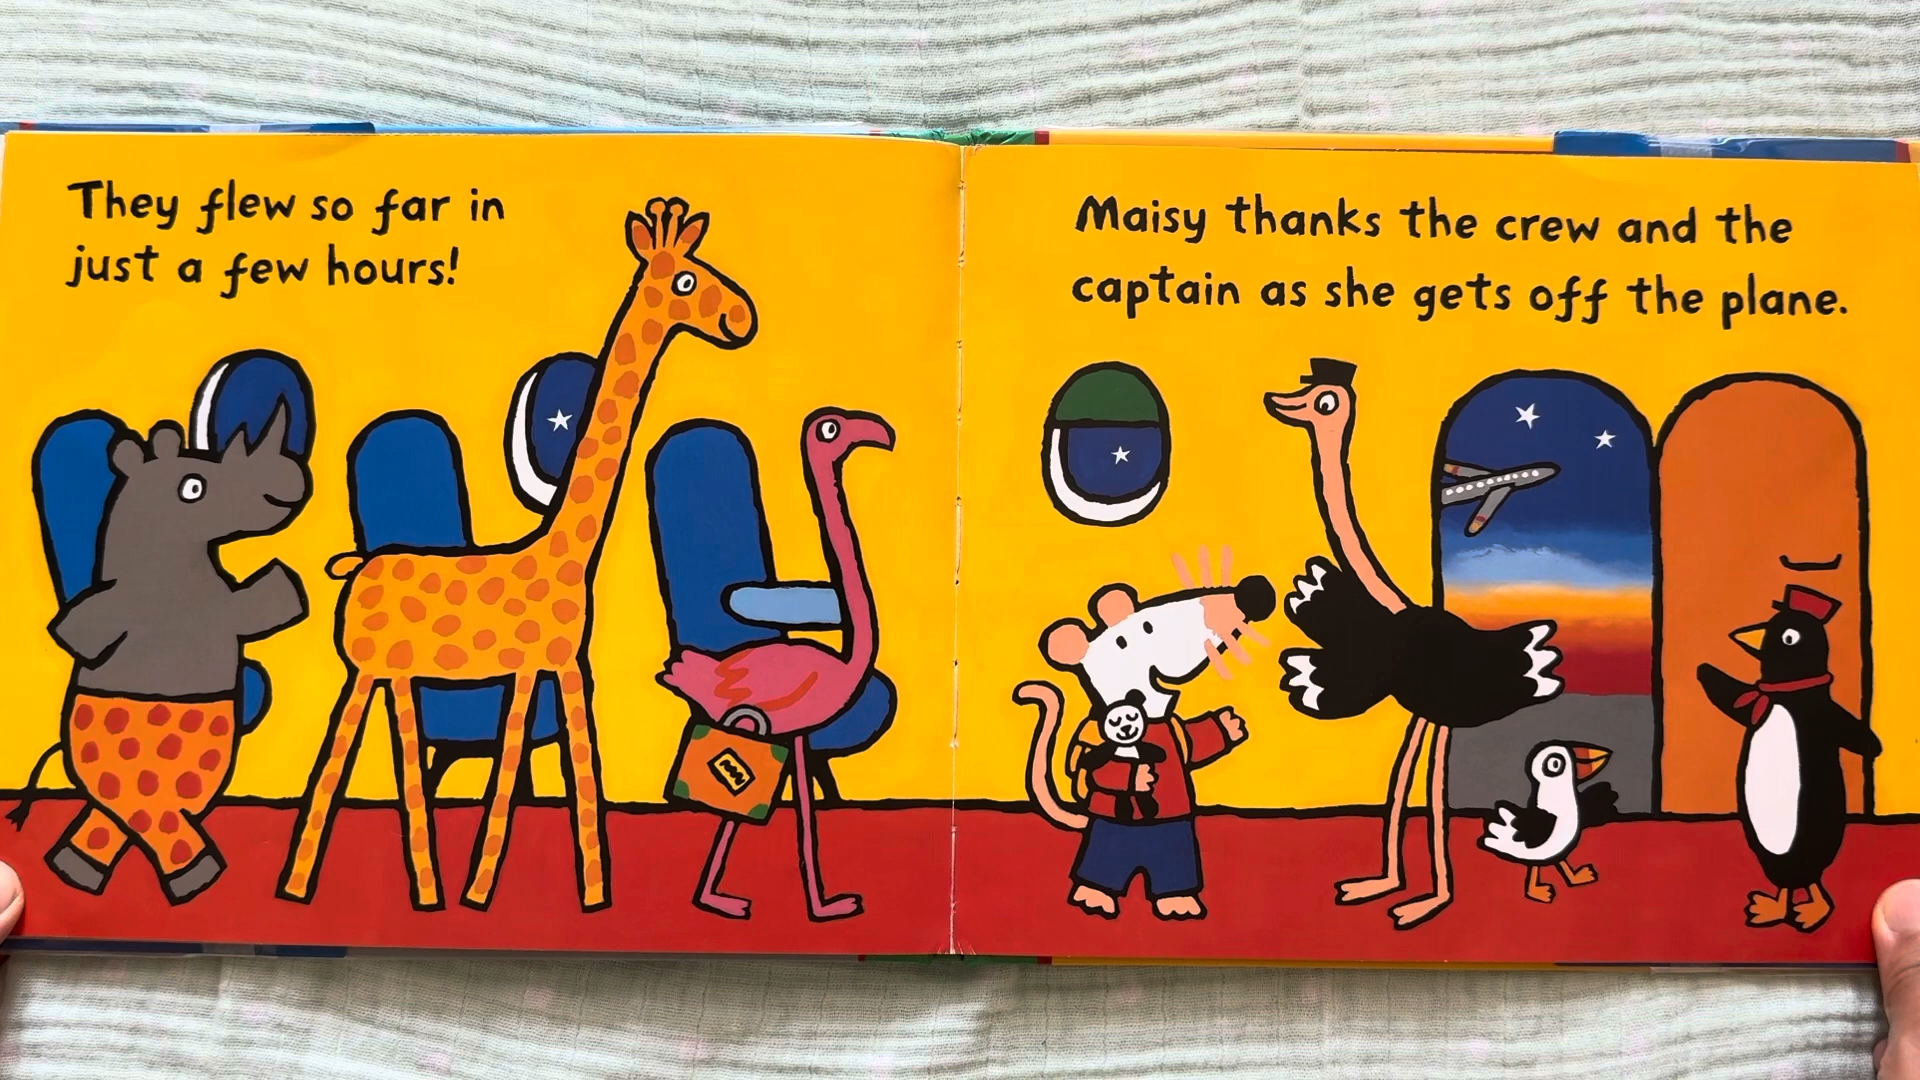 They flew so far in
just a few hours!
Maisy thanks the crew and the
captain as she gets off the plane.